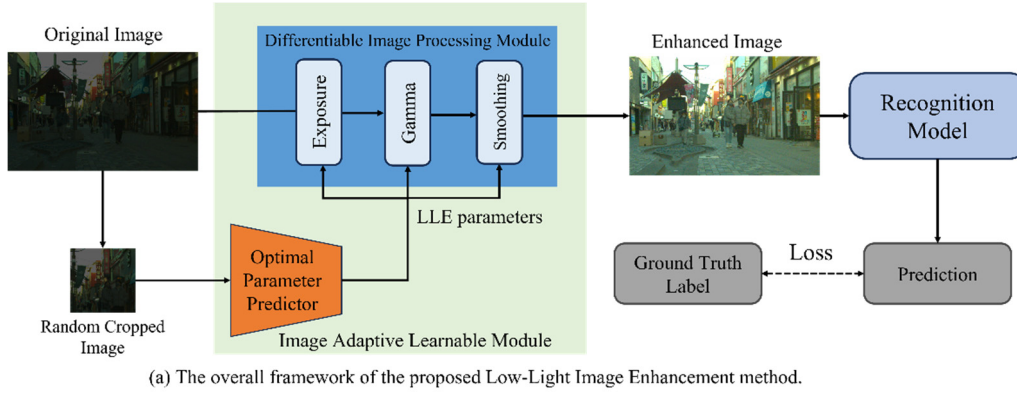 Original Image
Differentiable Image Processing Module
Exposure
Gamma
Smoothing
Enhanced Image
Recognition
Model
LLE parameters
Optimal
Parameter
Predictor
Random Cropped
Image
Image Adaptive Learnable Module
Ground Truth
Label
Loss
Prediction
(a) The overall framework of the proposed Low-Light Image Enhancement method.